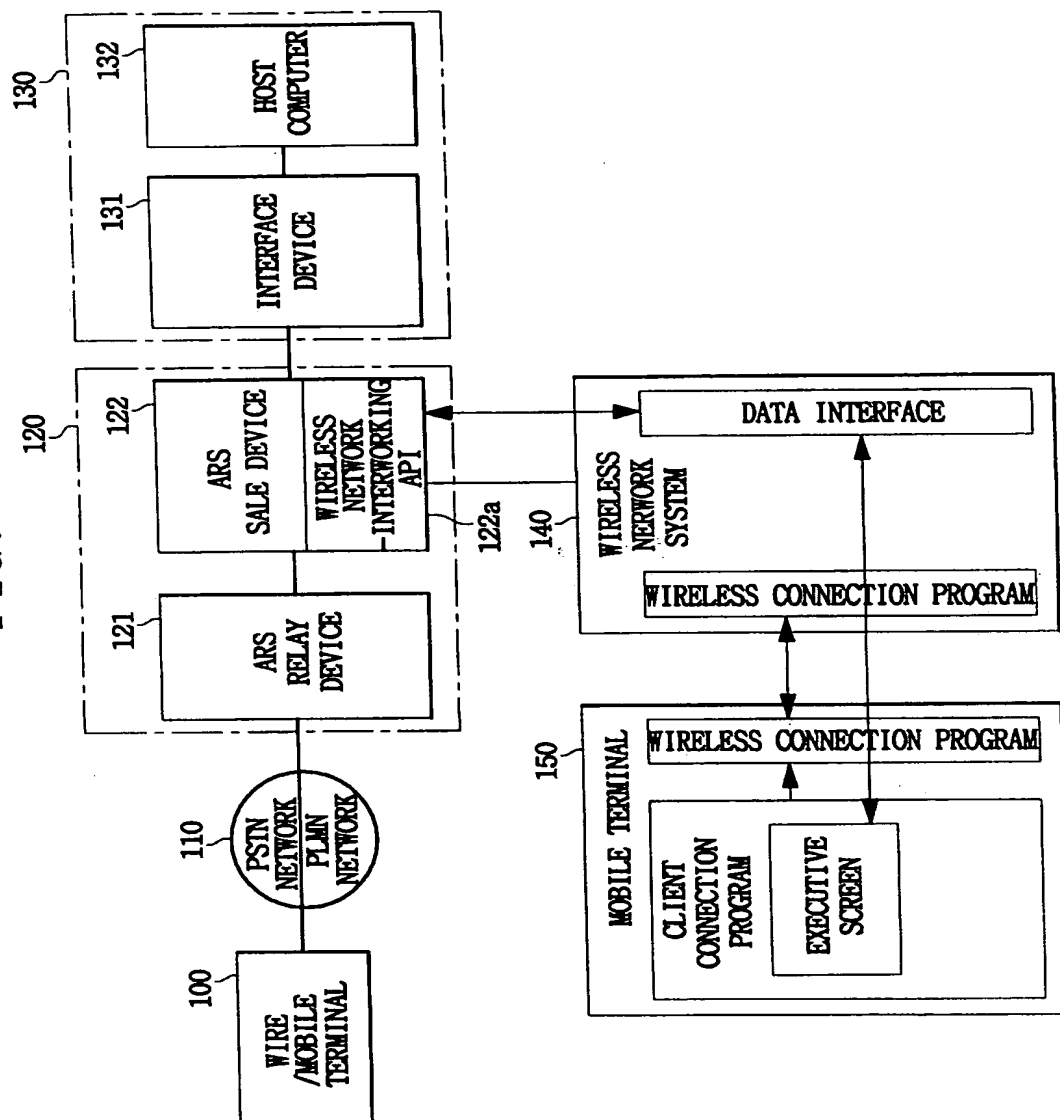 130
132
HOST
COMPUTER
131
INTERFACE
DEVICE
120
122
ARS
SALE DEVICE
WIRELESS
NETWORK
INTERWORKING
API
122a
121
ARS
RELAY
DEVICE
110
PSTN
NETWORK
PLMN
NETWORK
100
WIRE
/MOBILE
TERMINAL
140
WIRELESS
NERWORK
SYSTEM
DATA INTERFACE
WIRELESS CONNECTION PROGRAM
150
MOBILE TERMINAL
WIRELESS CONNECTION PROGRAM
CLIENT
CONNECTION
PROGRAM
EXECUTIVE
SCREEN